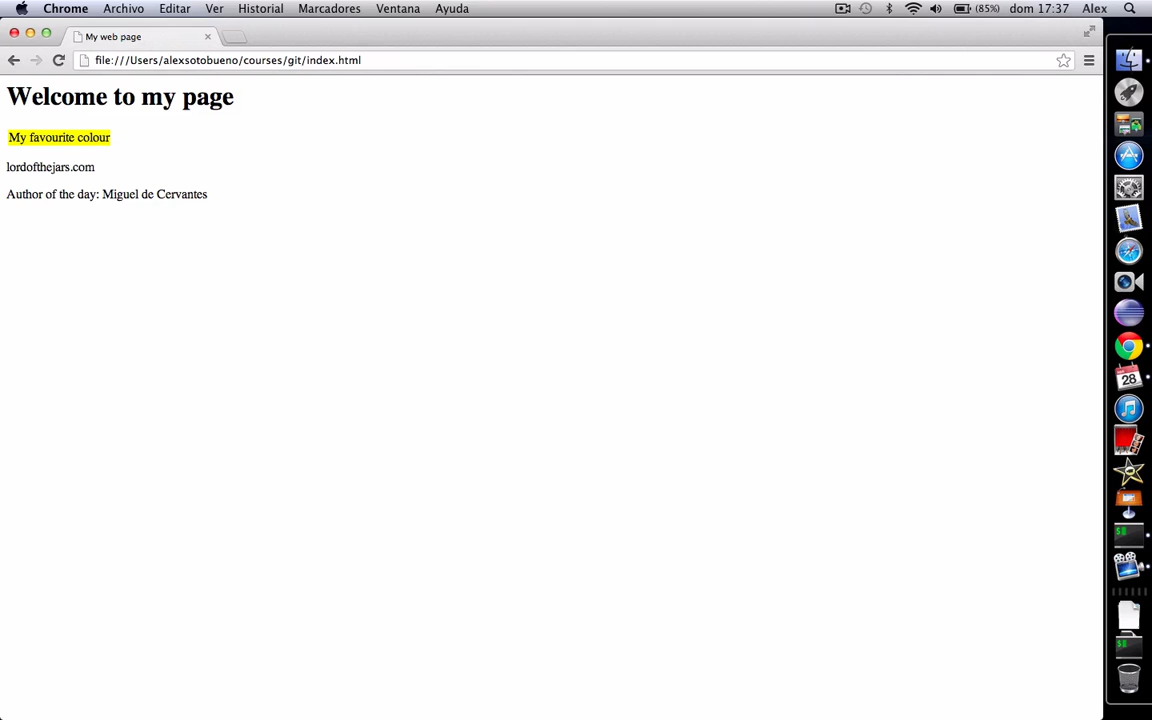 Chrome Archivo Editar Ver Historial Marcadores Ventana Ayuda (85%) dom 17:37 Alex
My web page
file:///Users/alexsotobueno/courses/git/index.html
Welcome to my page
My favourite colour
lordofthejars.com
Author of the day: Miguel de Cervantes
28